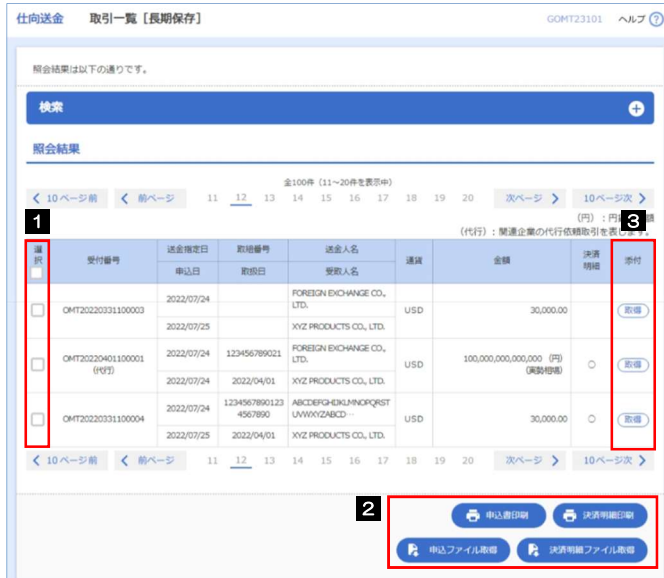 仕向送金 取引一覧［長期保存］ GOMT23101 ヘルプ ?
照会結果は以下の通りです。
検索
照会結果
全100件（11～20件を表示中）
10ページ前 前ページ 11 12 13 14 15 16 17 18 19 20 次ページ 10ページ次
1 3
（円）：円
（代行）：関連企業の代行依頼取引を表します。
選択 受付番号 送金指定日 取組番号 送金人名 通貨 金額 決済明細 添付
申込日 取扱日 受取人名
OMT20220331100003 2022/07/24 FOREIGN EXCHANGE CO., LTD. USD 30,000.00 取得
2022/07/25 XYZ PRODUCTS CO., LTD.
OMT20220401100001 2022/07/24 123456789021 FOREIGN EXCHANGE CO., LTD. USD 100,000,000,000,000 （円） ○ 取得
（代行） 2022/07/24 2022/04/01 XYZ PRODUCTS CO., LTD. （実勢相場）
OMT20220331100004 2022/07/24 1234567890123 4567890 ABCDEFGHIJKLMNOPQRST UVWXYZABCD… USD 30,000.00 ○ 取得
2022/07/25 2022/04/01 XYZ PRODUCTS CO., LTD.
10ページ前 前ページ 11 12 13 14 15 16 17 18 19 20 次ページ 10ページ次
2
申込書印刷 決済明細印刷
申込ファイル取得 決済明細ファイル取得